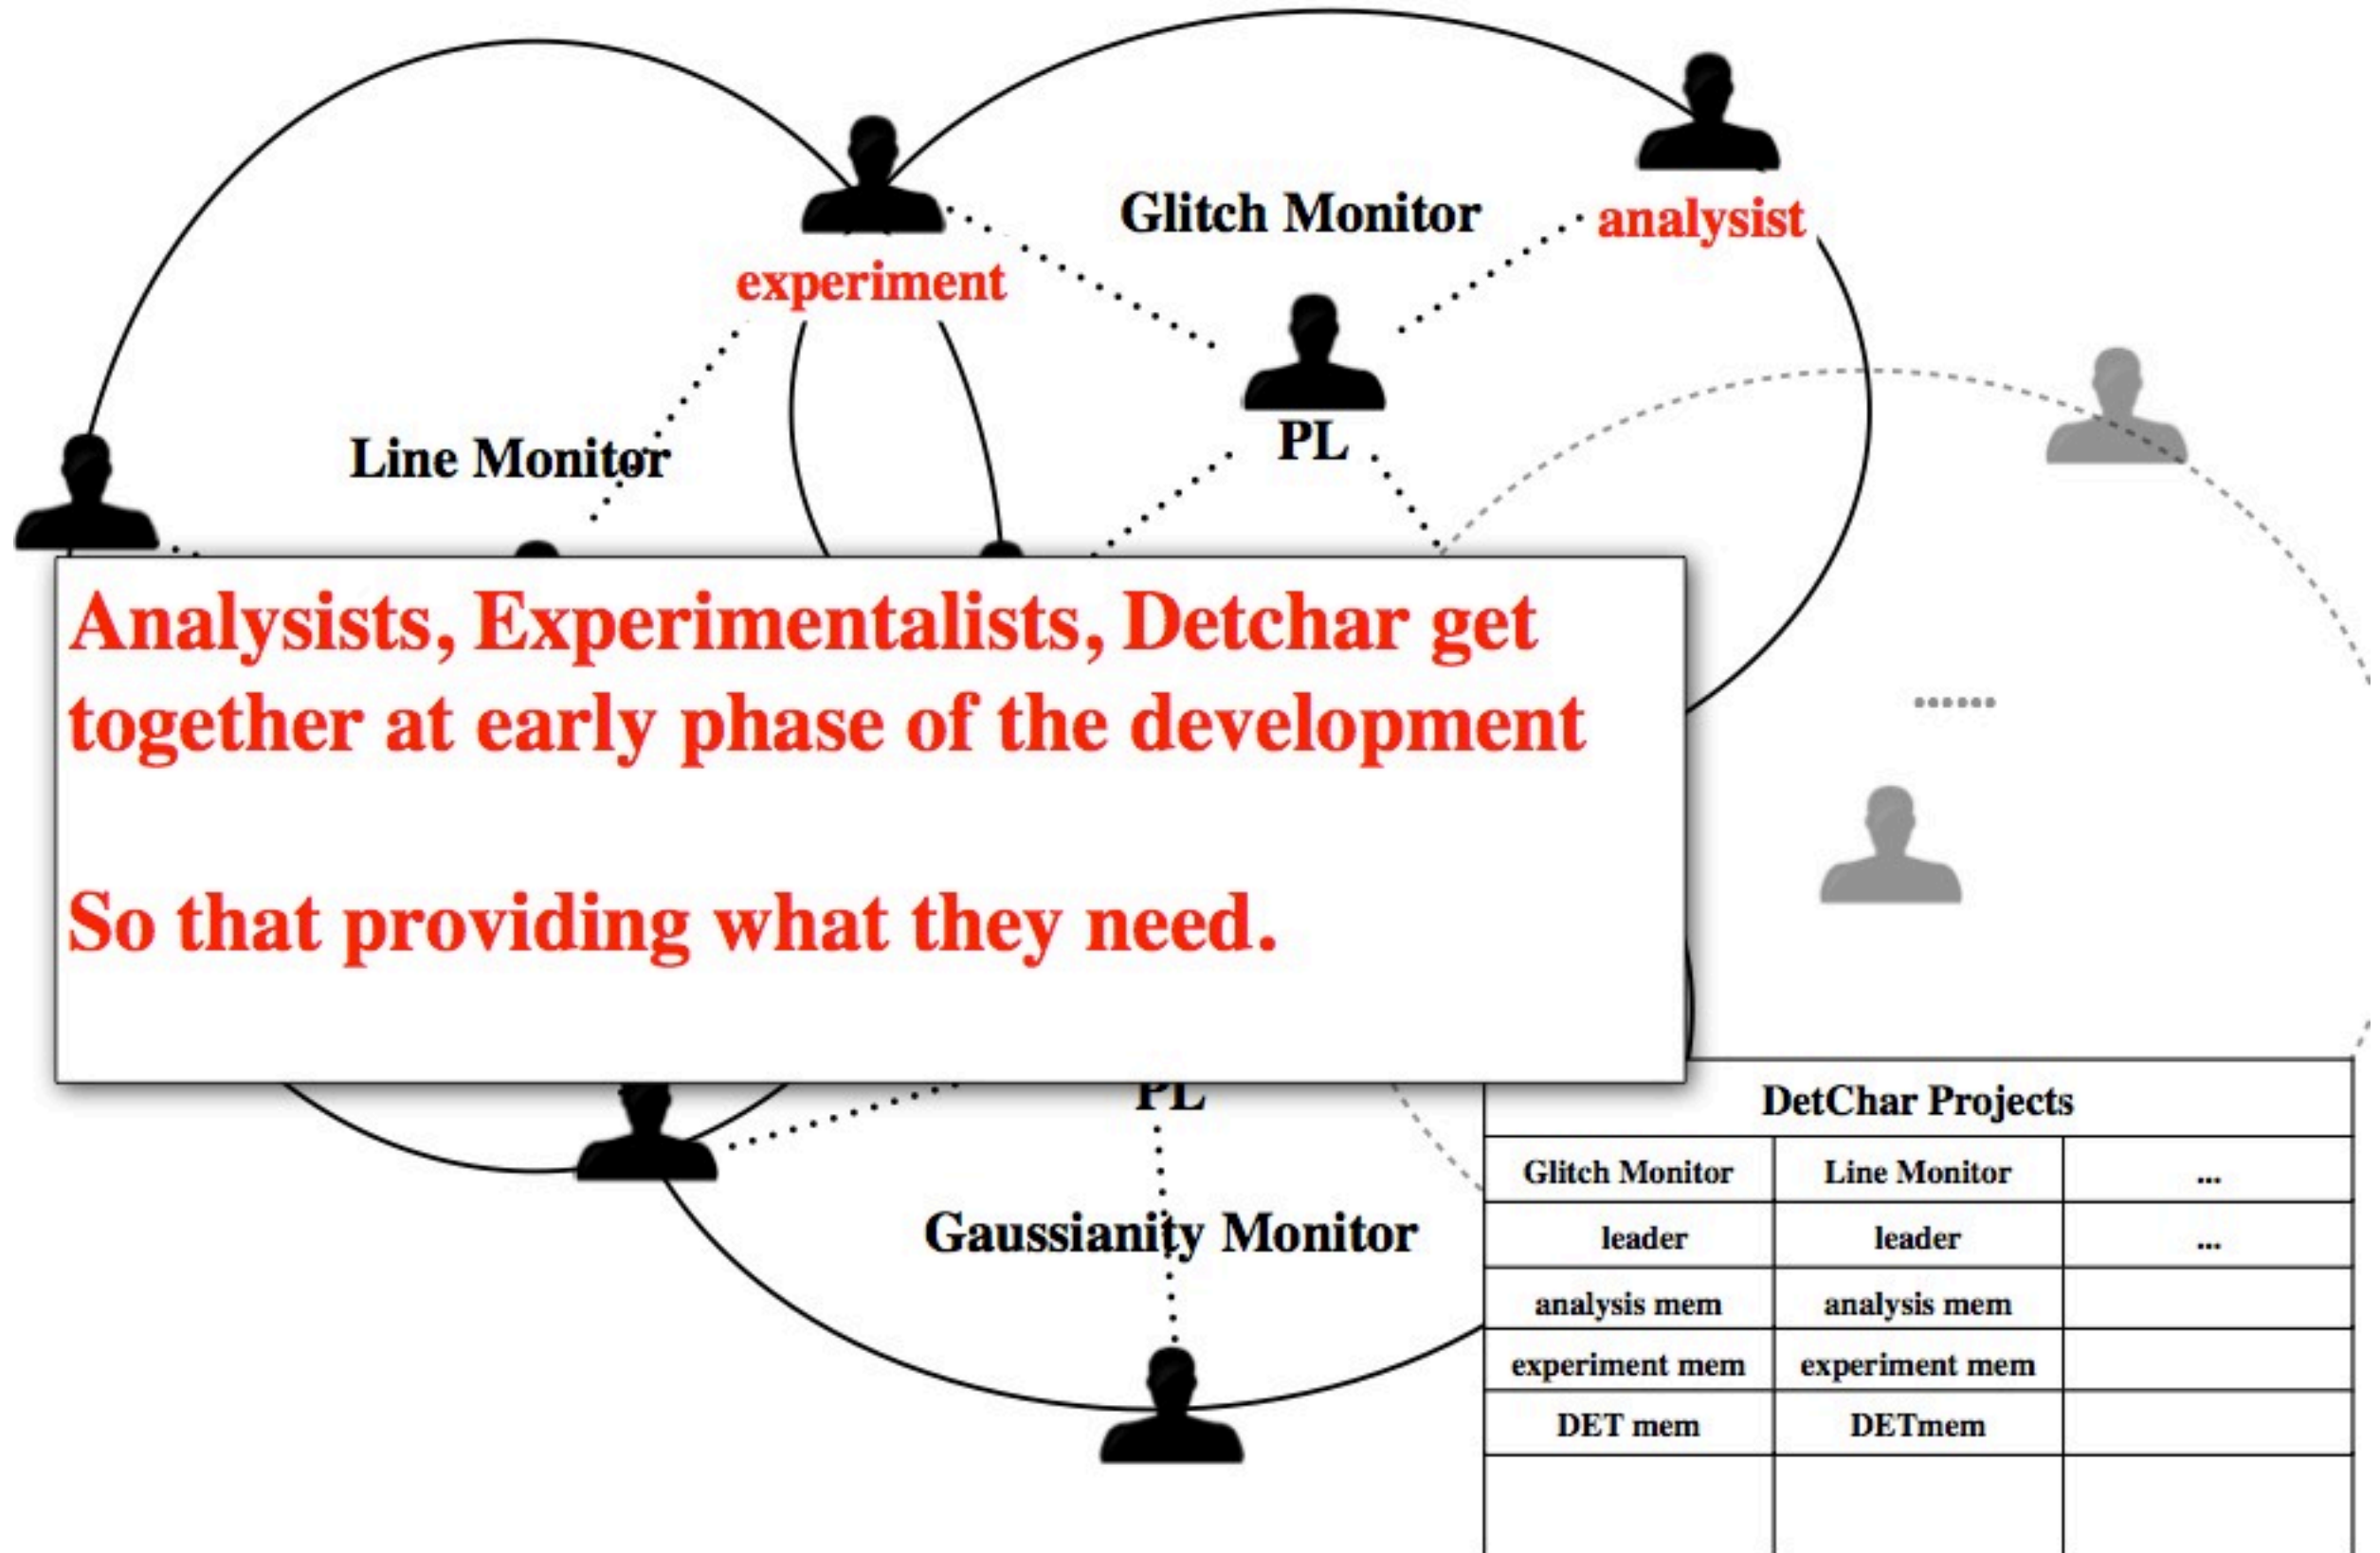 Glitch Monitor
analysist
experiment
PL
Line Monitor
Analysists, Experimentalists, Detchar get
together at early phase of the development
So that providing what they need.
......
PL
Gaussianity Monitor
DetChar Projects
Glitch Monitor Line Monitor ...
leader leader ...
analysis mem analysis mem
experiment mem experiment mem
DET mem DETmem